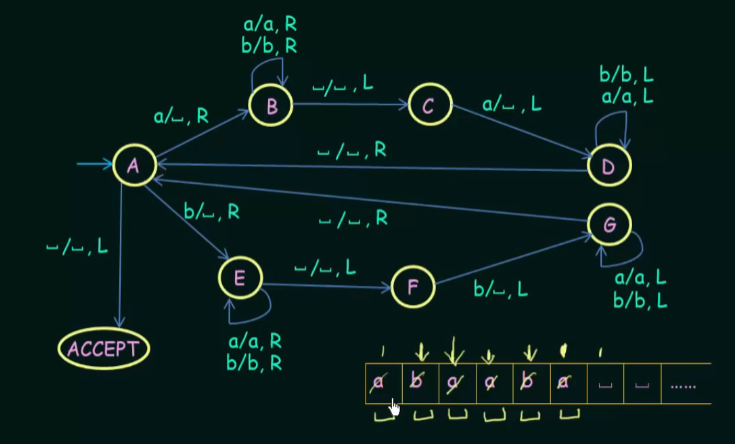 a/a, R
b/b, R
B
␣/␣, L
C
a/␣, L
b/b, L
a/a, L
D
a/␣, R
A
␣/␣, R
b/␣, R
␣/␣, R
G
␣/␣, L
E
␣/␣, L
F
b/␣, L
a/a, L
b/b, L
ACCEPT
a/a, R
b/b, R
a b a a b a ␣ ␣ ......
␣ ␣ ␣ ␣ ␣ ␣